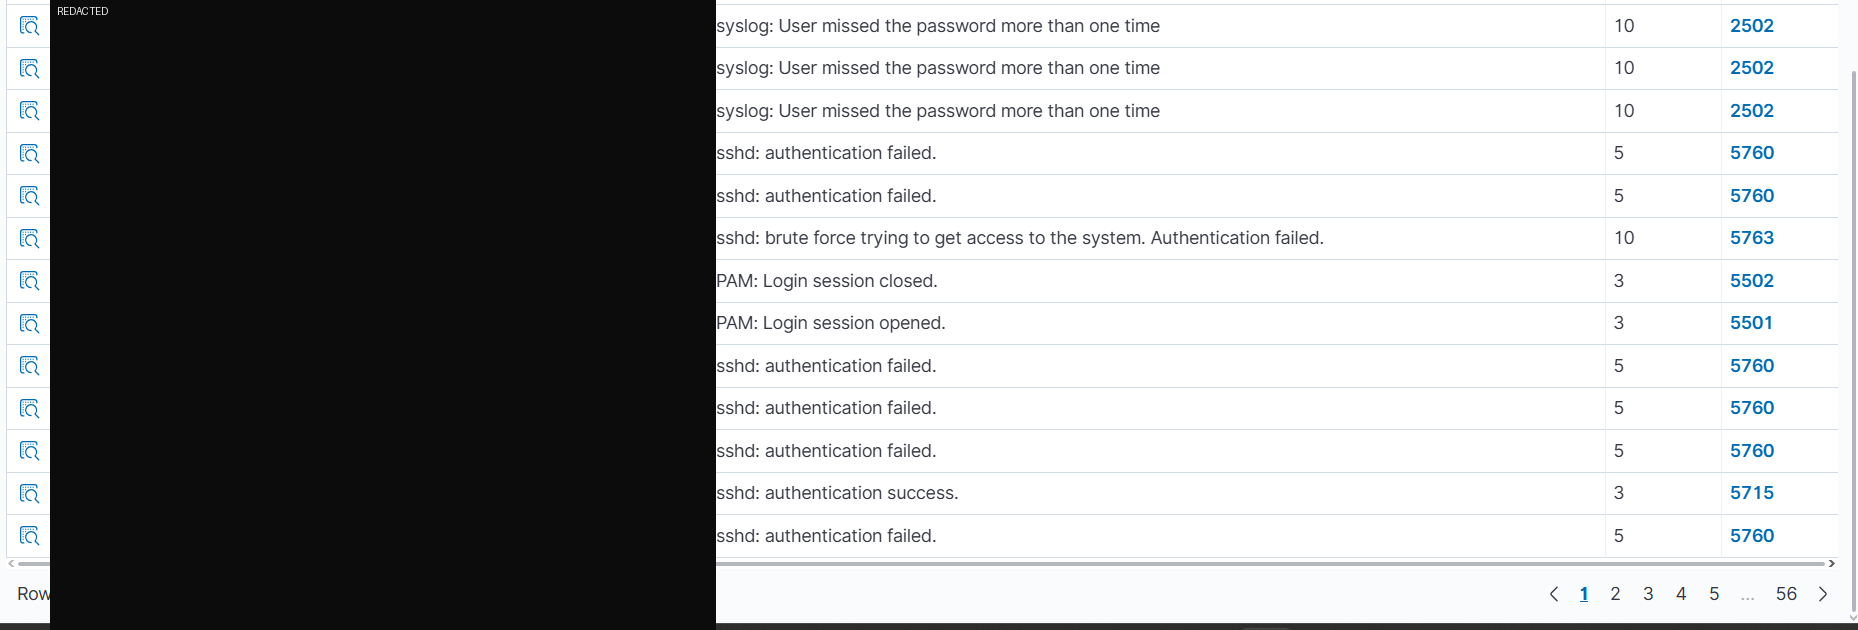 REDACTED
syslog: User missed the password more than one time 10 2502
syslog: User missed the password more than one time 10 2502
syslog: User missed the password more than one time 10 2502
sshd: authentication failed. 5 5760
sshd: authentication failed. 5 5760
sshd: brute force trying to get access to the system. Authentication failed. 10 5763
PAM: Login session closed. 3 5502
PAM: Login session opened. 3 5501
sshd: authentication failed. 5 5760
sshd: authentication failed. 5 5760
sshd: authentication failed. 5 5760
sshd: authentication success. 3 5715
sshd: authentication failed. 5 5760
Row < 1 2 3 4 5 ... 56 >